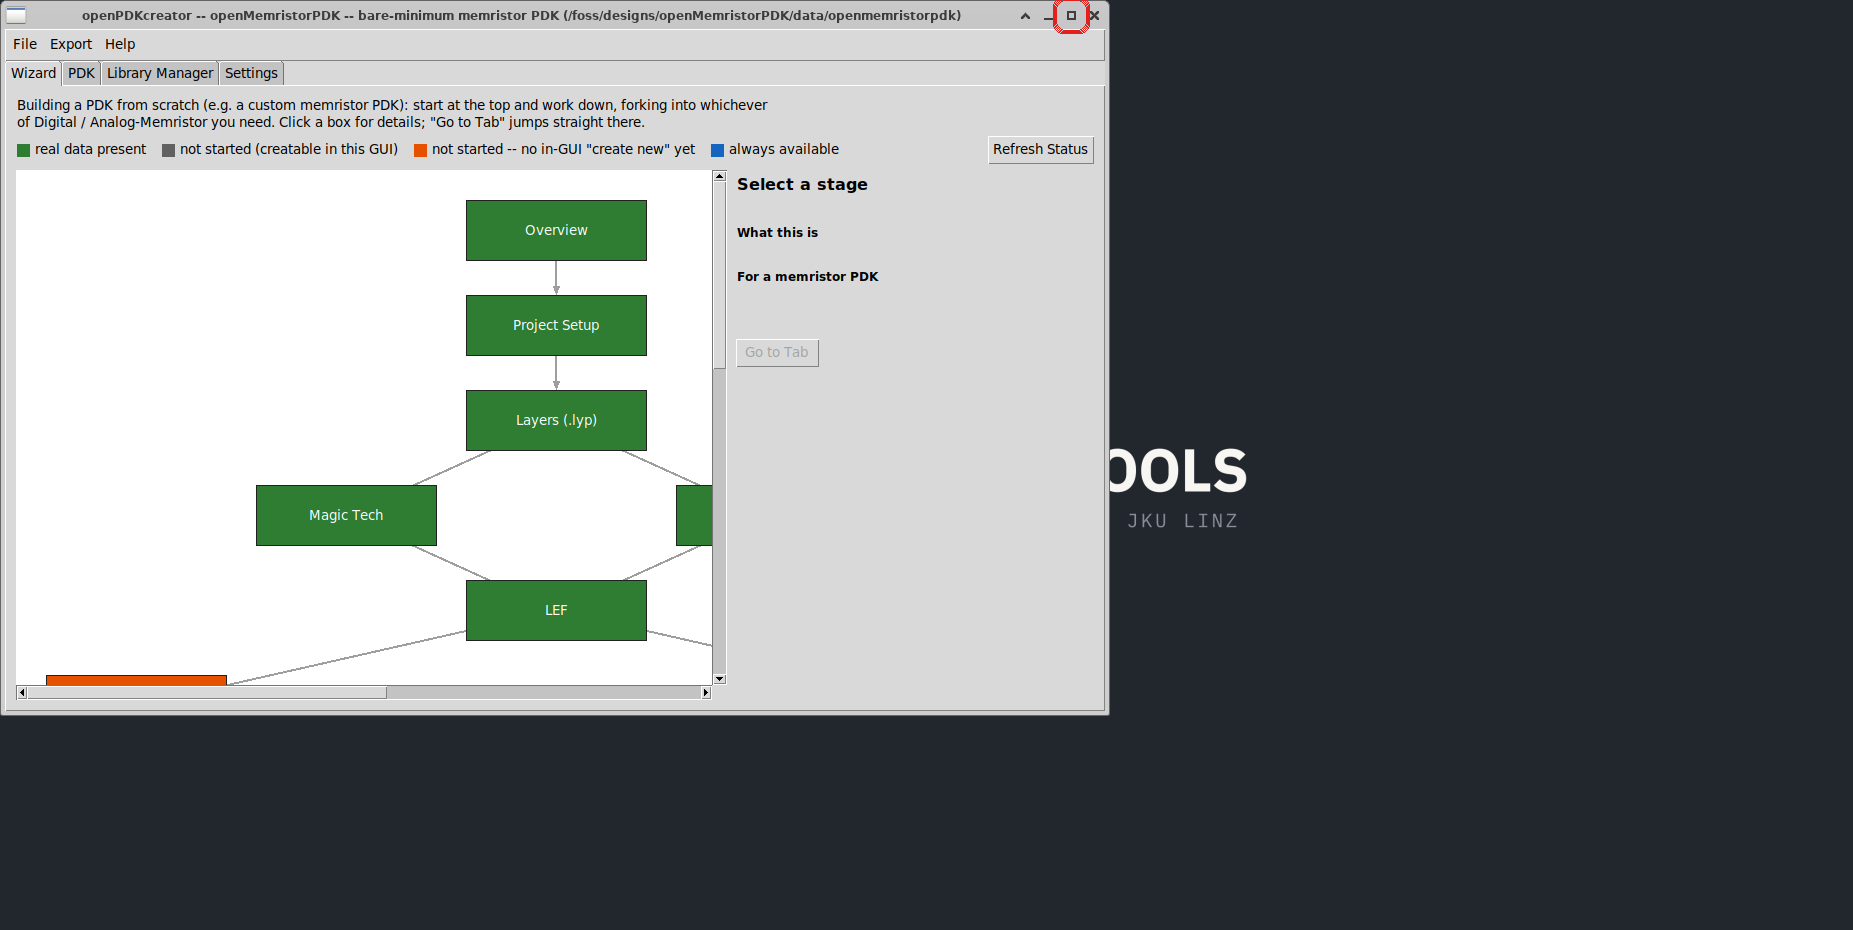 openPDKcreator -- openMemristorPDK -- bare-minimum memristor PDK (/foss/designs/openMemristorPDK/data/openmemristorpdk)
File Export Help
Wizard PDK Library Manager Settings
Building a PDK from scratch (e.g. a custom memristor PDK): start at the top and work down, forking into whichever
of Digital / Analog-Memristor you need. Click a box for details; "Go to Tab" jumps straight there.
real data present not started (creatable in this GUI) not started -- no in-GUI "create new" yet always available Refresh Status
Select a stage
Overview
What this is
For a memristor PDK
Project Setup
Go to Tab
Layers (.lyp)
OOLS
Magic Tech
JKU LINZ
LEF